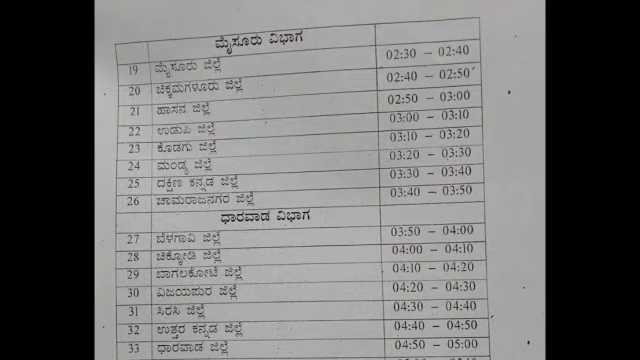 ಮೈಸೂರು ವಿಭಾಗ
19 ಮೈಸೂರು ಜಿಲ್ಲೆ 02:30 – 02:40
20 ಚಿಕ್ಕಮಗಳೂರು ಜಿಲ್ಲೆ 02:40 – 02:50
21 ಹಾಸನ ಜಿಲ್ಲೆ 02:50 – 03:00
22 ಉಡುಪಿ ಜಿಲ್ಲೆ 03:00 – 03:10
23 ಕೊಡಗು ಜಿಲ್ಲೆ 03:10 – 03:20
24 ಮಂಡ್ಯ ಜಿಲ್ಲೆ 03:20 – 03:30
25 ದಕ್ಷಿಣ ಕನ್ನಡ ಜಿಲ್ಲೆ 03:30 – 03:40
26 ಚಾಮರಾಜನಗರ ಜಿಲ್ಲೆ 03:40 – 03:50
ಧಾರವಾಡ ವಿಭಾಗ
27 ಬೆಳಗಾವಿ ಜಿಲ್ಲೆ 03:50 – 04:00
28 ಚಿಕ್ಕೋಡಿ ಜಿಲ್ಲೆ 04:00 – 04:10
29 ಬಾಗಲಕೋಟೆ ಜಿಲ್ಲೆ 04:10 – 04:20
30 ವಿಜಯಪುರ ಜಿಲ್ಲೆ 04:20 – 04:30
31 ಸಿರಸಿ ಜಿಲ್ಲೆ 04:30 – 04:40
32 ಉತ್ತರ ಕನ್ನಡ ಜಿಲ್ಲೆ 04:40 – 04:50
33 ಧಾರವಾಡ ಜಿಲ್ಲೆ 04:50 – 05:00